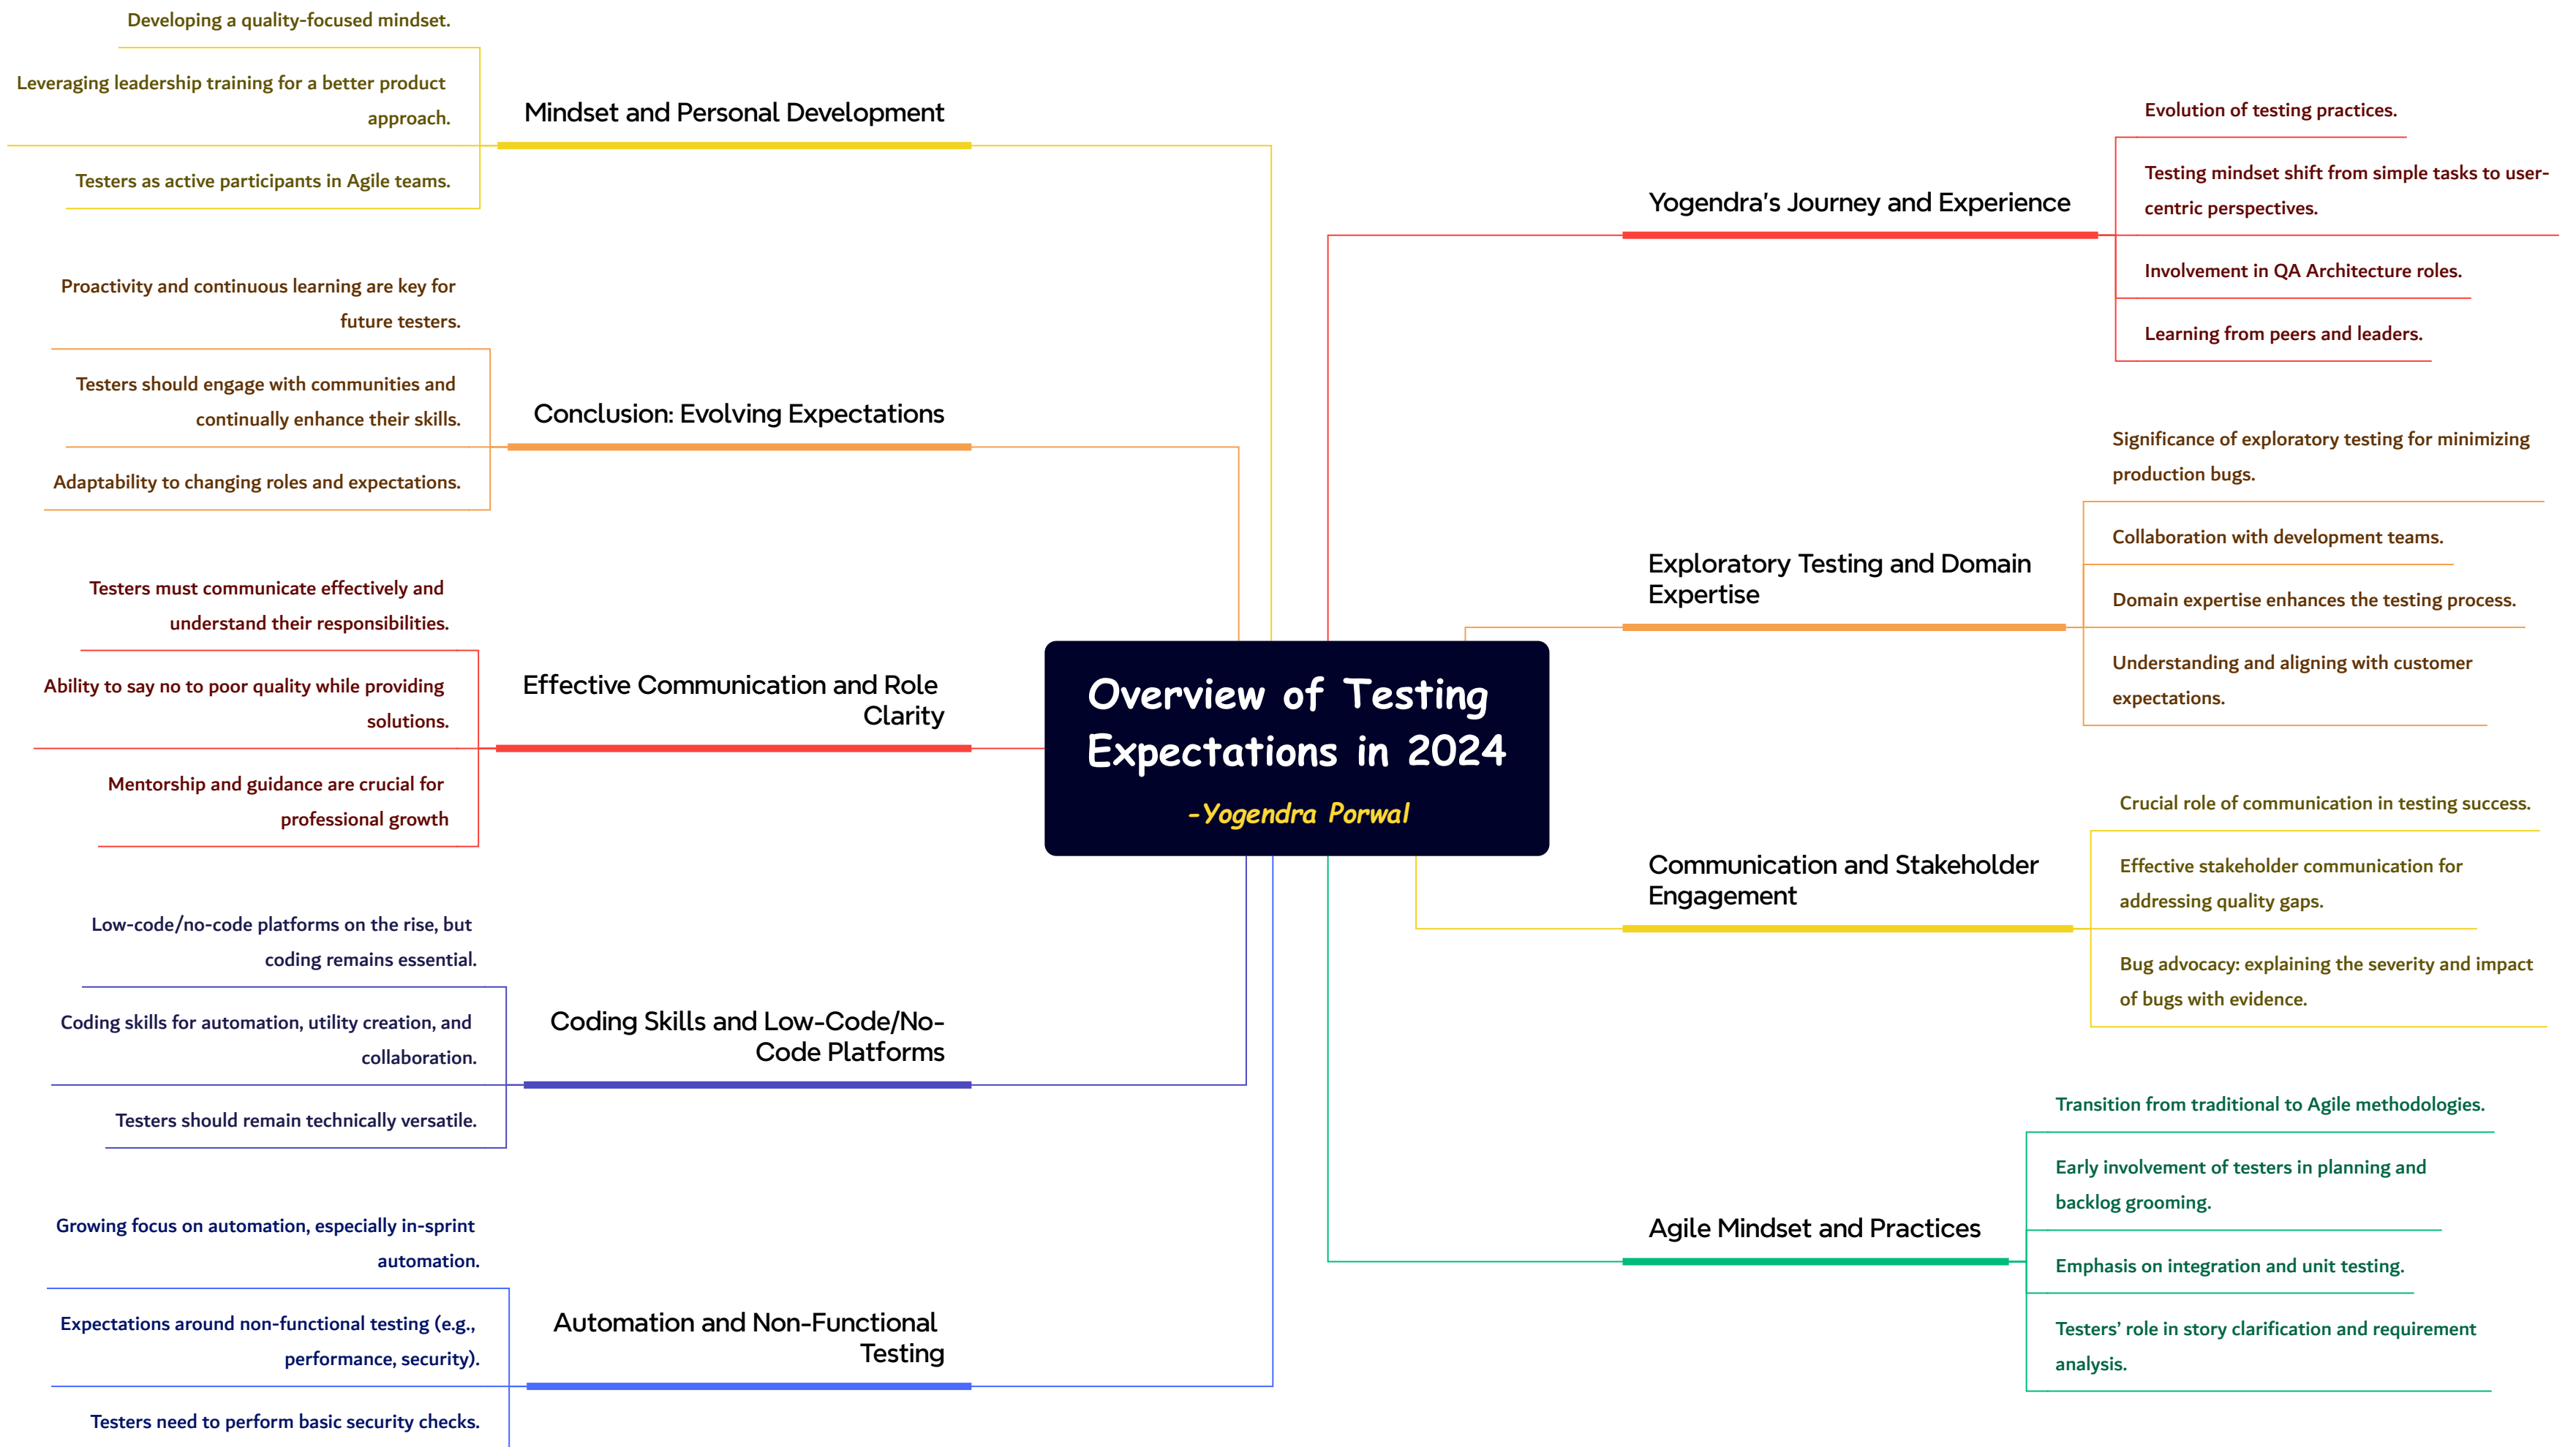 Overview of Testing
Expectations in 2024
-Yogendra Porwal
Yogendra's Journey and Experience
Evolution of testing practices.
Testing mindset shift from simple tasks to user-
centric perspectives.
Involvement in QA Architecture roles.
Learning from peers and leaders.
Exploratory Testing and Domain
Expertise
Significance of exploratory testing for minimizing
production bugs.
Collaboration with development teams.
Domain expertise enhances the testing process.
Understanding and aligning with customer
expectations.
Communication and Stakeholder
Engagement
Crucial role of communication in testing success.
Effective stakeholder communication for
addressing quality gaps.
Bug advocacy: explaining the severity and impact
of bugs with evidence.
Agile Mindset and Practices
Transition from traditional to Agile methodologies.
Early involvement of testers in planning and
backlog grooming.
Emphasis on integration and unit testing.
Testers’ role in story clarification and requirement
analysis.
Mindset and Personal Development
Developing a quality-focused mindset.
Leveraging leadership training for a better product
approach.
Testers as active participants in Agile teams.
Conclusion: Evolving Expectations
Proactivity and continuous learning are key for
future testers.
Testers should engage with communities and
continually enhance their skills.
Adaptability to changing roles and expectations.
Effective Communication and Role
Clarity
Testers must communicate effectively and
understand their responsibilities.
Ability to say no to poor quality while providing
solutions.
Mentorship and guidance are crucial for
professional growth
Coding Skills and Low-Code/No-
Code Platforms
Low-code/no-code platforms on the rise, but
coding remains essential.
Coding skills for automation, utility creation, and
collaboration.
Testers should remain technically versatile.
Automation and Non-Functional
Testing
Growing focus on automation, especially in-sprint
automation.
Expectations around non-functional testing (e.g.,
performance, security).
Testers need to perform basic security checks.